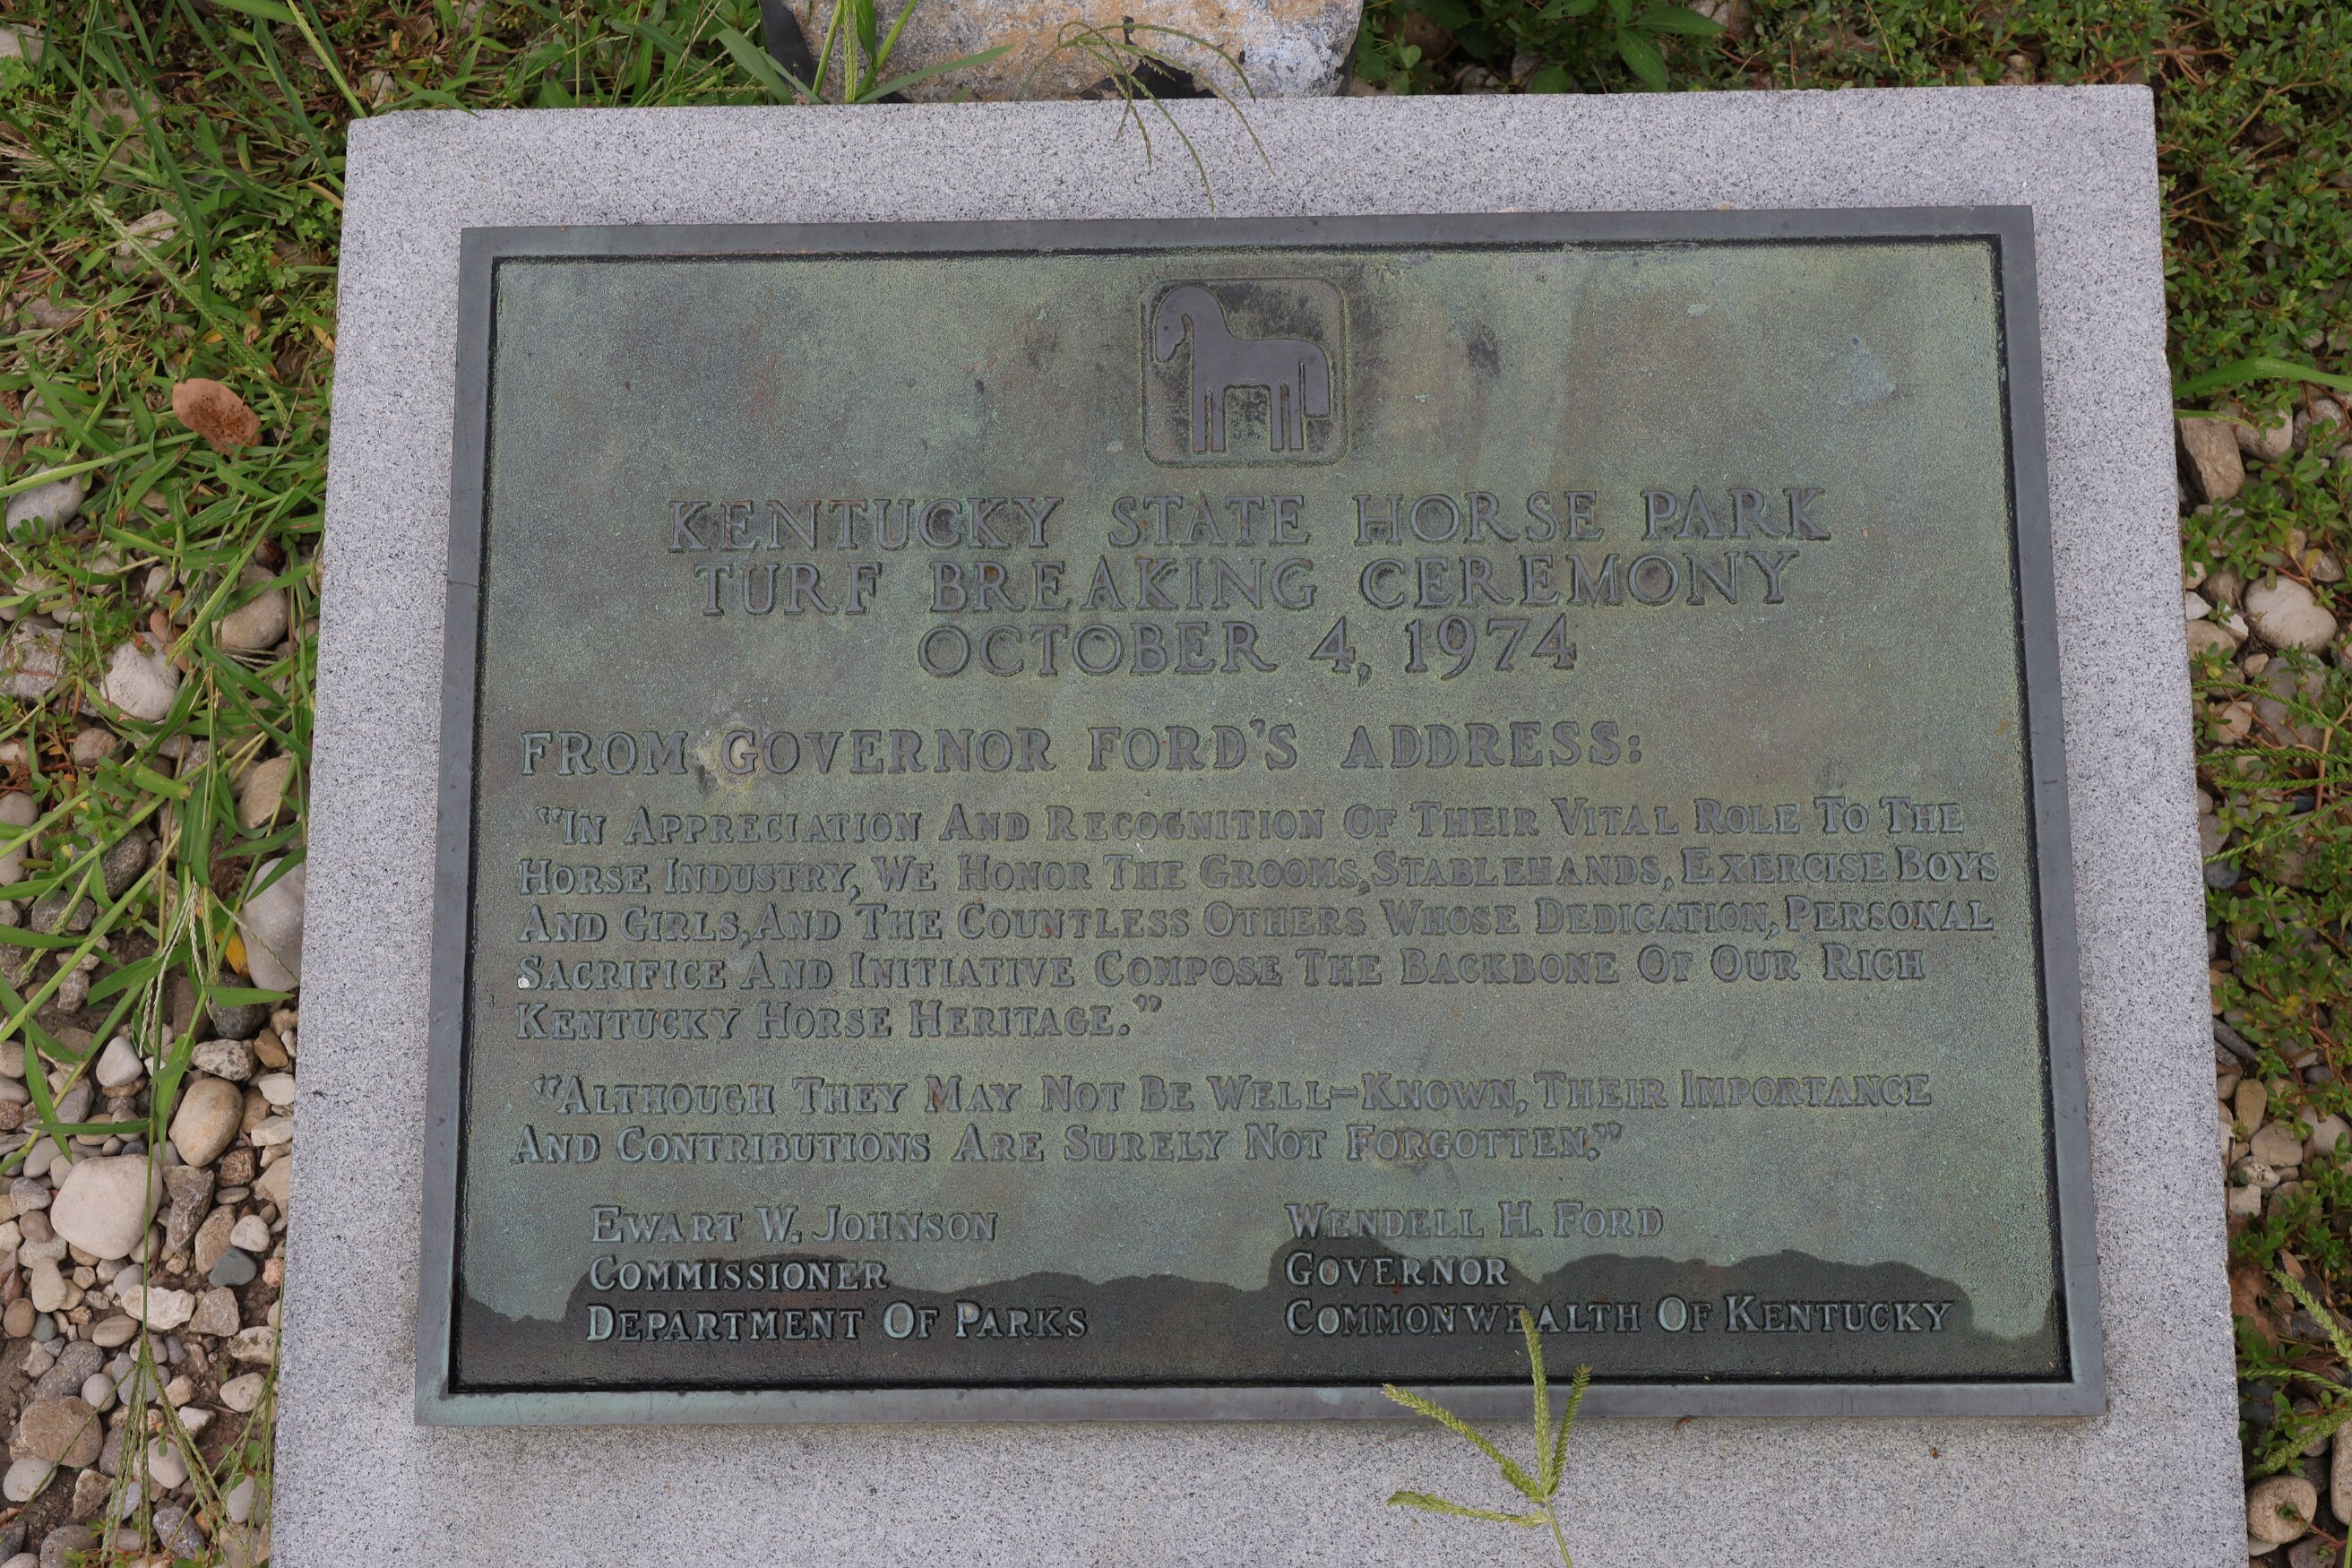 KENTUCKY STATE HORSE PARK
TURF BREAKING CEREMONY
OCTOBER 4, 1974
FROM GOVERNOR FORD'S ADDRESS:
"IN APPRECIATION AND RECOGNITION OF THEIR VITAL ROLE TO THE
HORSE INDUSTRY, WE HONOR THE GROOMS, STABLEHANDS, EXERCISE BOYS
AND GIRLS, AND THE COUNTLESS OTHERS WHOSE DEDICATION, PERSONAL
SACRIFICE AND INITIATIVE COMPOSE THE BACKBONE OF OUR RICH
KENTUCKY HORSE HERITAGE."
"ALTHOUGH THEY MAY NOT BE WELL-KNOWN, THEIR IMPORTANCE
AND CONTRIBUTIONS ARE SURELY NOT FORGOTTEN."
EWART W. JOHNSON
COMMISSIONER
DEPARTMENT OF PARKS
WENDELL H. FORD
GOVERNOR
COMMONWEALTH OF KENTUCKY